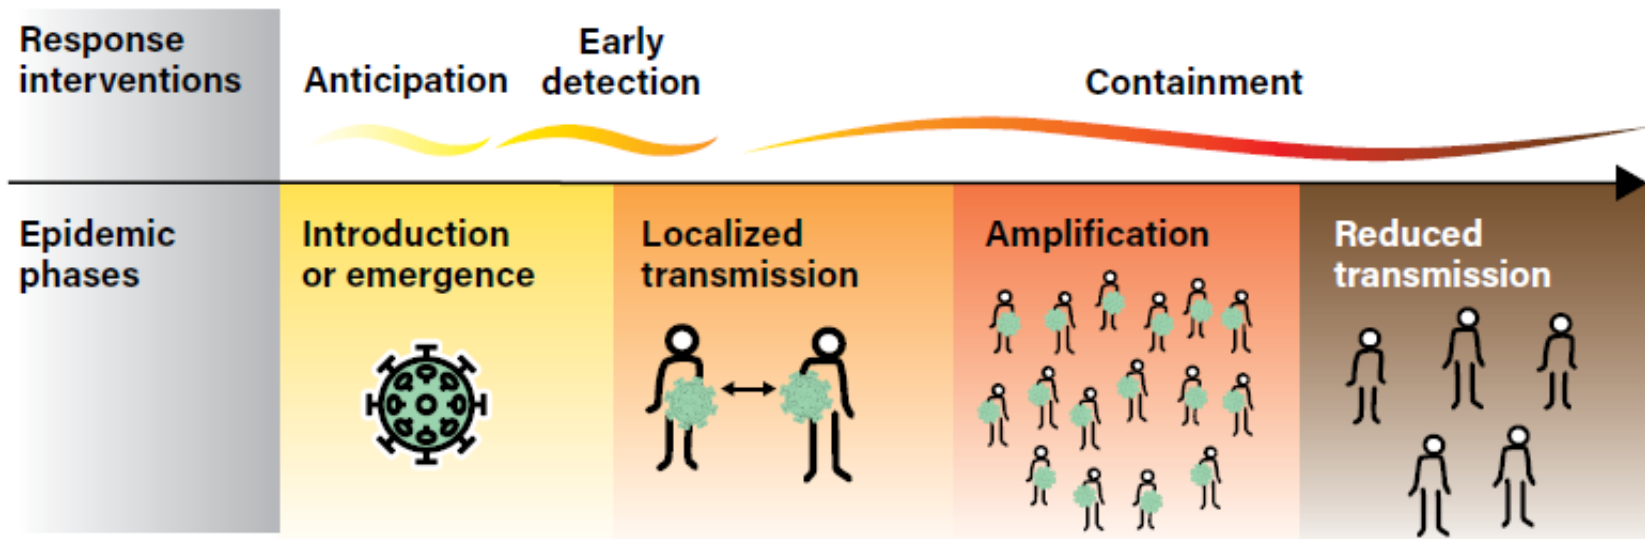 Response
interventions
Anticipation
Early
detection
Containment
Epidemic
phases
Introduction
or emergence
Localized
transmission
Amplification
Reduced
transmission